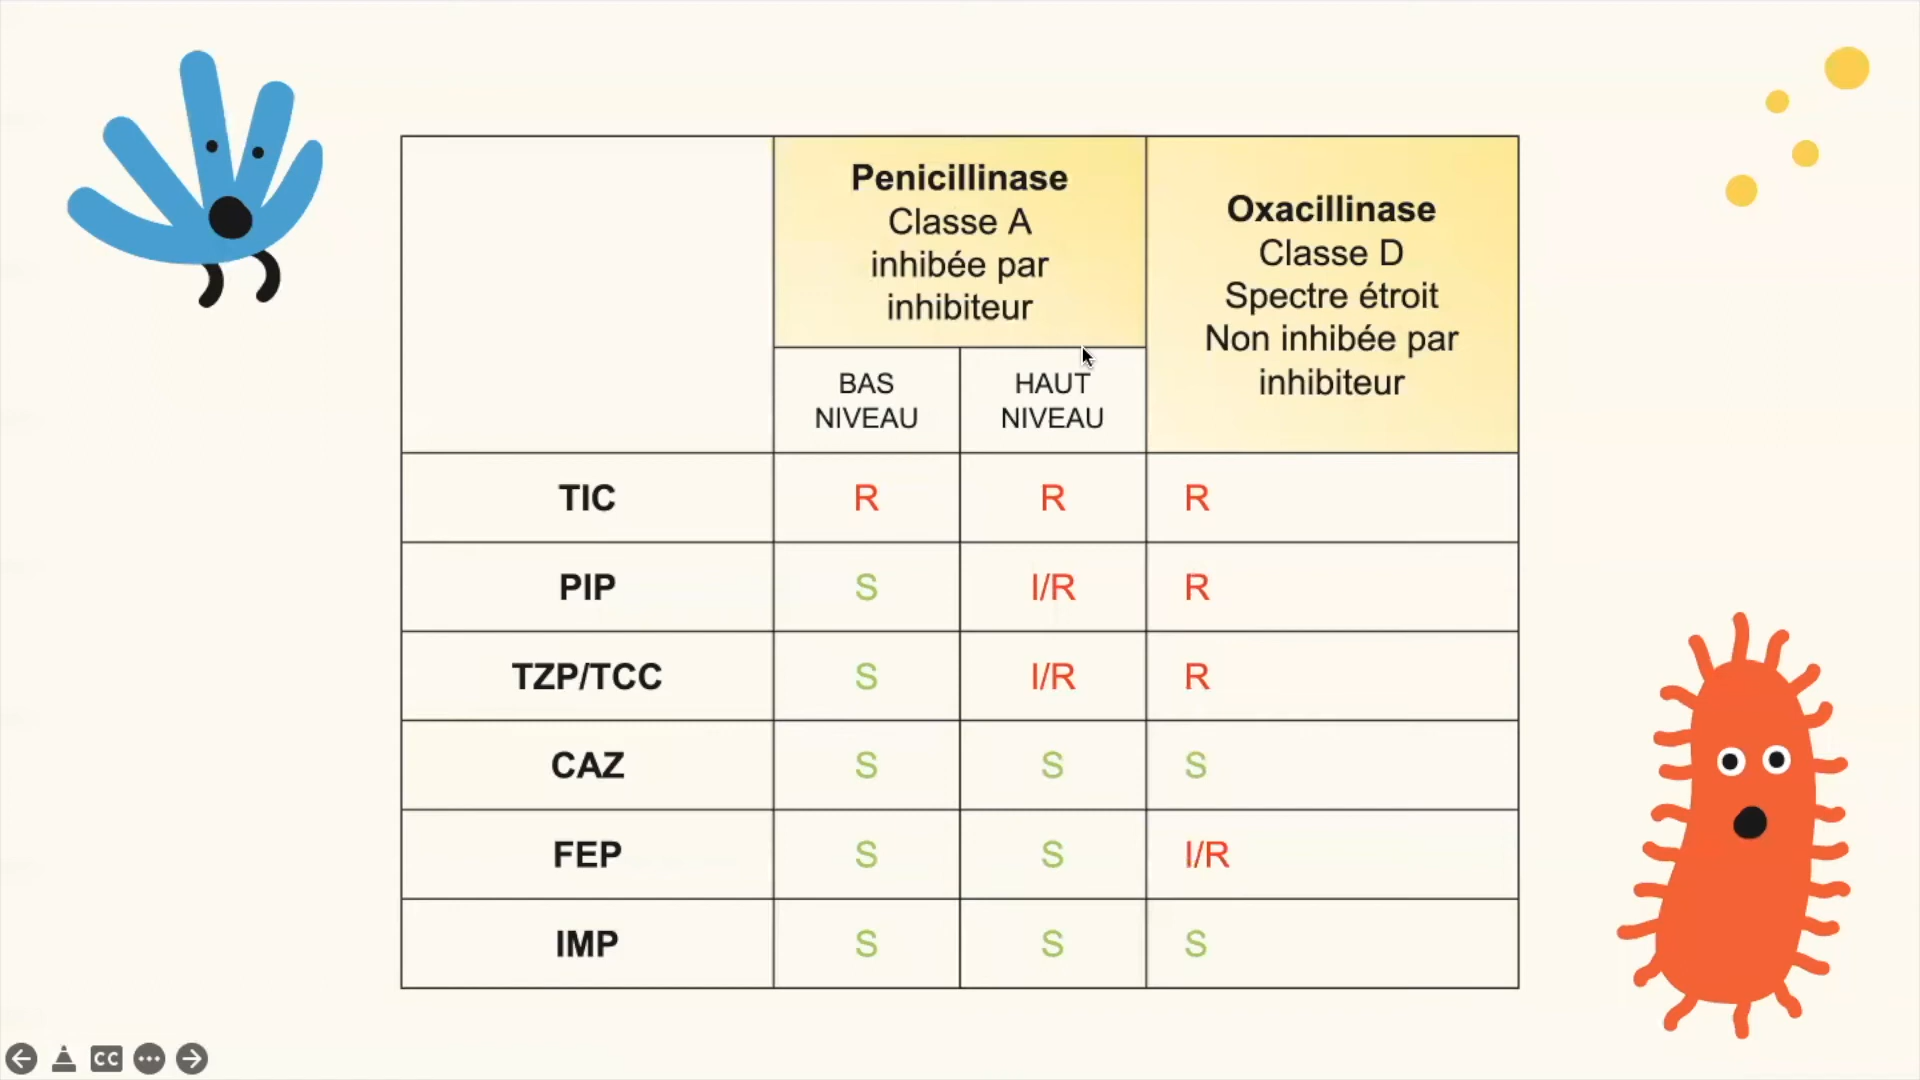 Penicillinase
Classe A
inhibée par
inhibiteur
Oxacillinase
Classe D
Spectre étroit
Non inhibée par
inhibiteur
BAS
NIVEAU
HAUT
NIVEAU
TIC R R R
PIP S I/R R
TZP/TCC S I/R R
CAZ S S S
FEP S S I/R
IMP S S S
CC